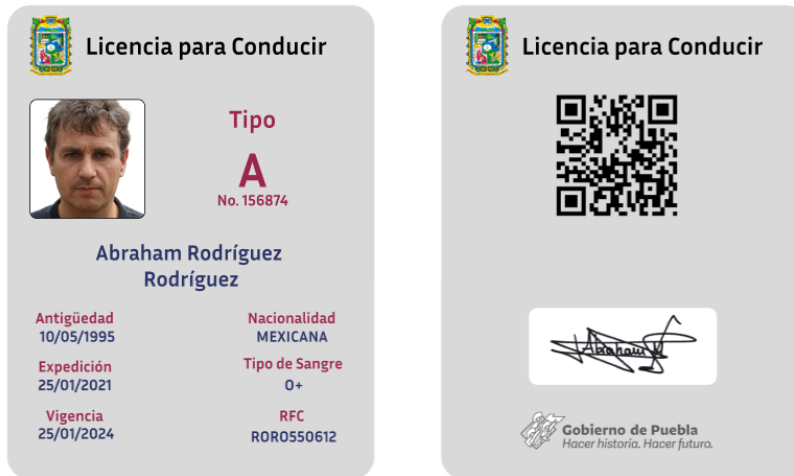 Licencia para Conducir
Tipo
A
No. 156874
Abraham Rodríguez
Rodríguez
Antigüedad
10/05/1995
Nacionalidad
MEXICANA
Expedición
25/01/2021
Tipo de Sangre
O+
Vigencia
25/01/2024
RFC
RORO550612
Licencia para Conducir
Abraham
Gobierno de Puebla
Hacer historia. Hacer futuro.